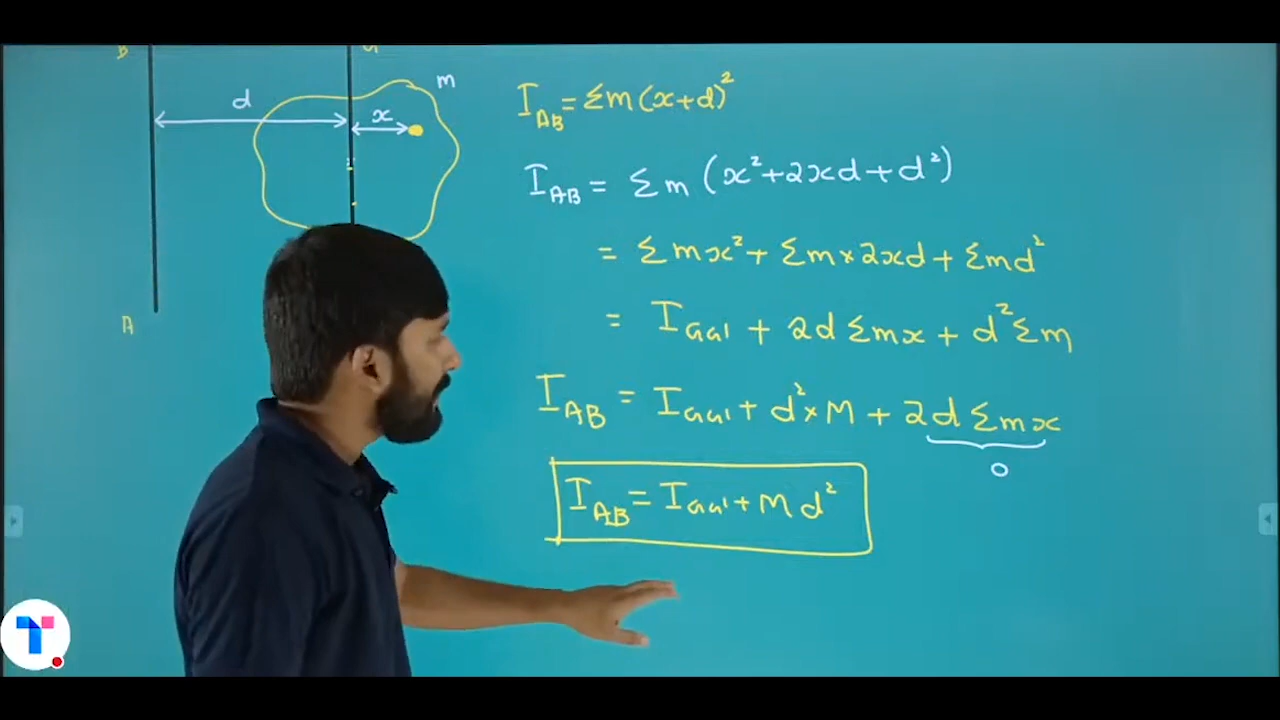 B
d
x
m
A
I_AB = Σm(x+d)²
I_AB = Σm(x²+2xd+d²)
= Σmx² + Σm×2xd + Σmd²
= I_GG' + 2dΣmx + d²Σm
I_AB = I_GG' + d²×M + 2dΣmx
0
I_AB = I_GG' + Md²